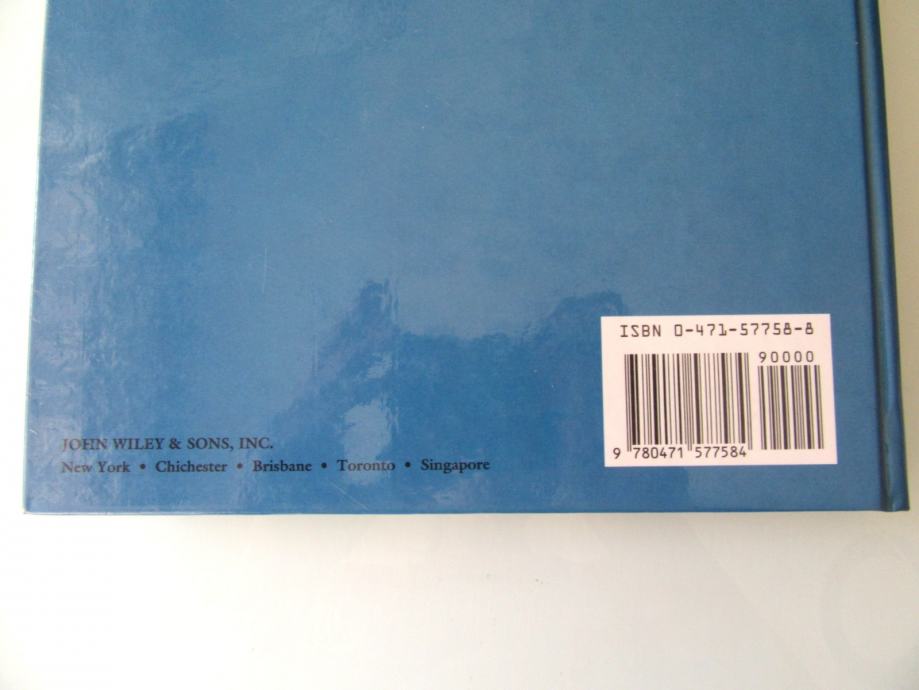 ISBN 0-471-57758-8
90000
9 780471 577584
JOHN WILEY & SONS, INC.
New York • Chichester • Brisbane • Toronto • Singapore